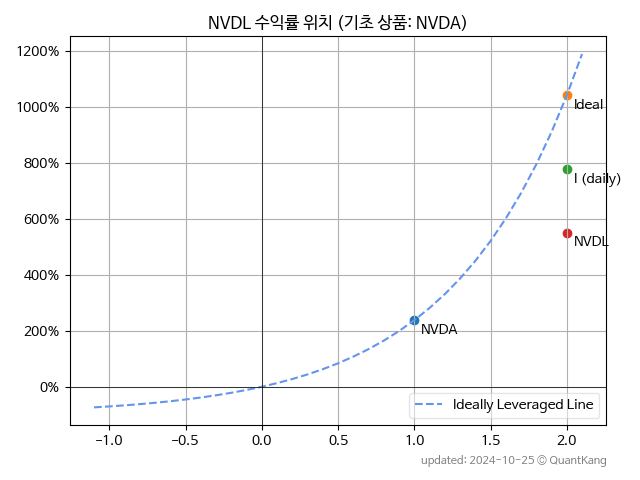 NVDL 수익률 위치 (기초 상품: NVDA)
1200%
1000%
800%
600%
400%
200%
0%
Ideal
I (daily)
NVDL
NVDA
Ideally Leveraged Line
-1.0
-0.5
0.0
0.5
1.0
1.5
2.0
updated: 2024-10-25 © QuantKang